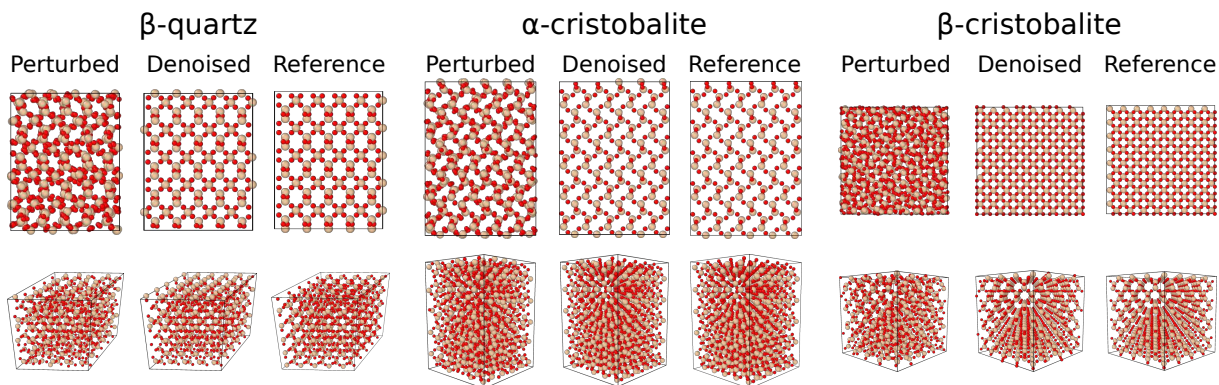 β-quartz α-cristobalite β-cristobalite
Perturbed Denoised Reference Perturbed Denoised Reference Perturbed Denoised Reference